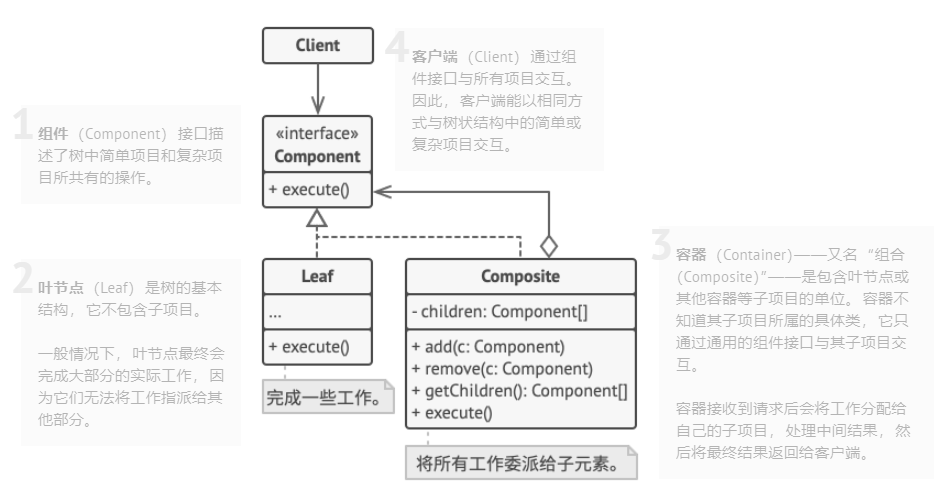 Client
4
客户端（Client） 通过组
件接口与所有项目交互。
因此， 客户端能以相同方
式与树状结构中的简单或
复杂项目交互。
1
组件（Component） 接口描
述了树中简单项目和复杂项
目所共有的操作。
«interface»
Component
+ execute()
2
叶节点（Leaf） 是树的基本
结构， 它不包含子项目。
一般情况下， 叶节点最终会
完成大部分的实际工作， 因
为它们无法将工作指派给其
他部分。
Leaf
...
+ execute()
完成一些工作。
Composite
- children: Component[]
+ add(c: Component)
+ remove(c: Component)
+ getChildren(): Component[]
+ execute()
将所有工作委派给子元素。
3
容器（Container）——又名 “组合
（Composite）”——是包含叶节点或
其他容器等子项目的单位。 容器不
知道其子项目所属的具体类， 它只
通过通用的组件接口与其子项目交
互。
容器接收到请求后会将工作分配给
自己的子项目， 处理中间结果， 然
后将最终结果返回给客户端。